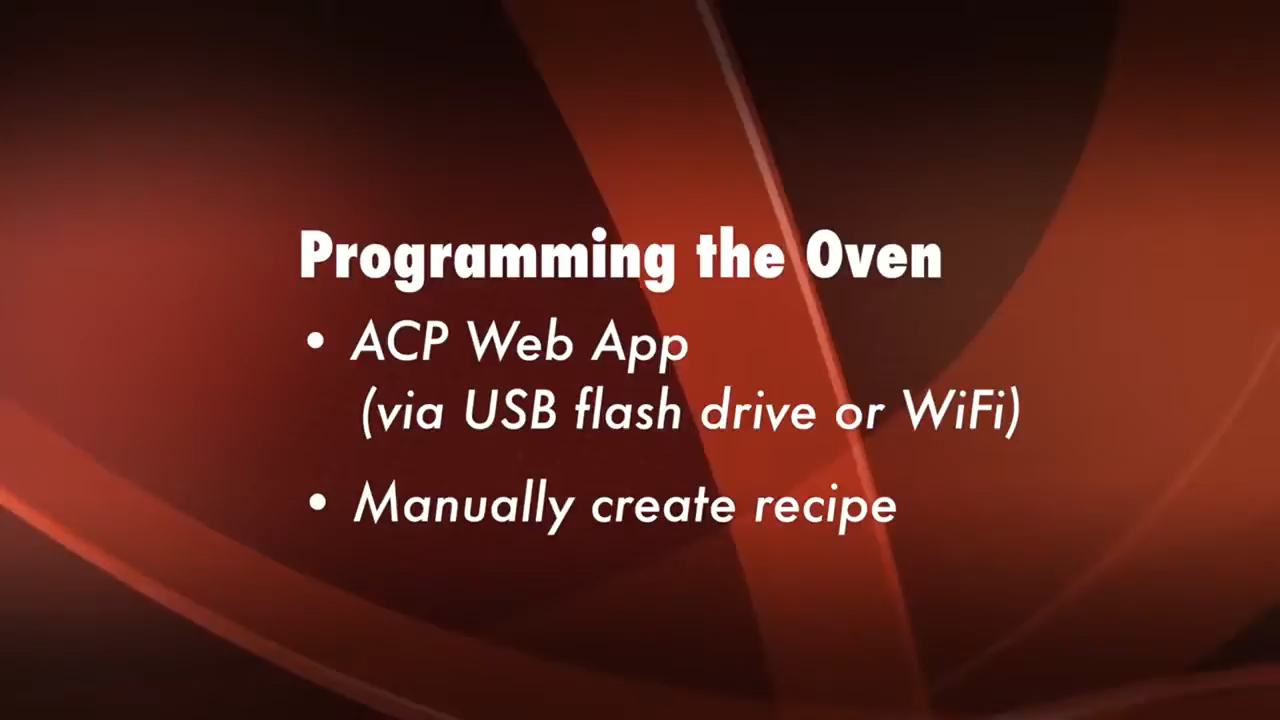 Programming the Oven
• ACP Web App
(via USB flash drive or WiFi)
• Manually create recipe